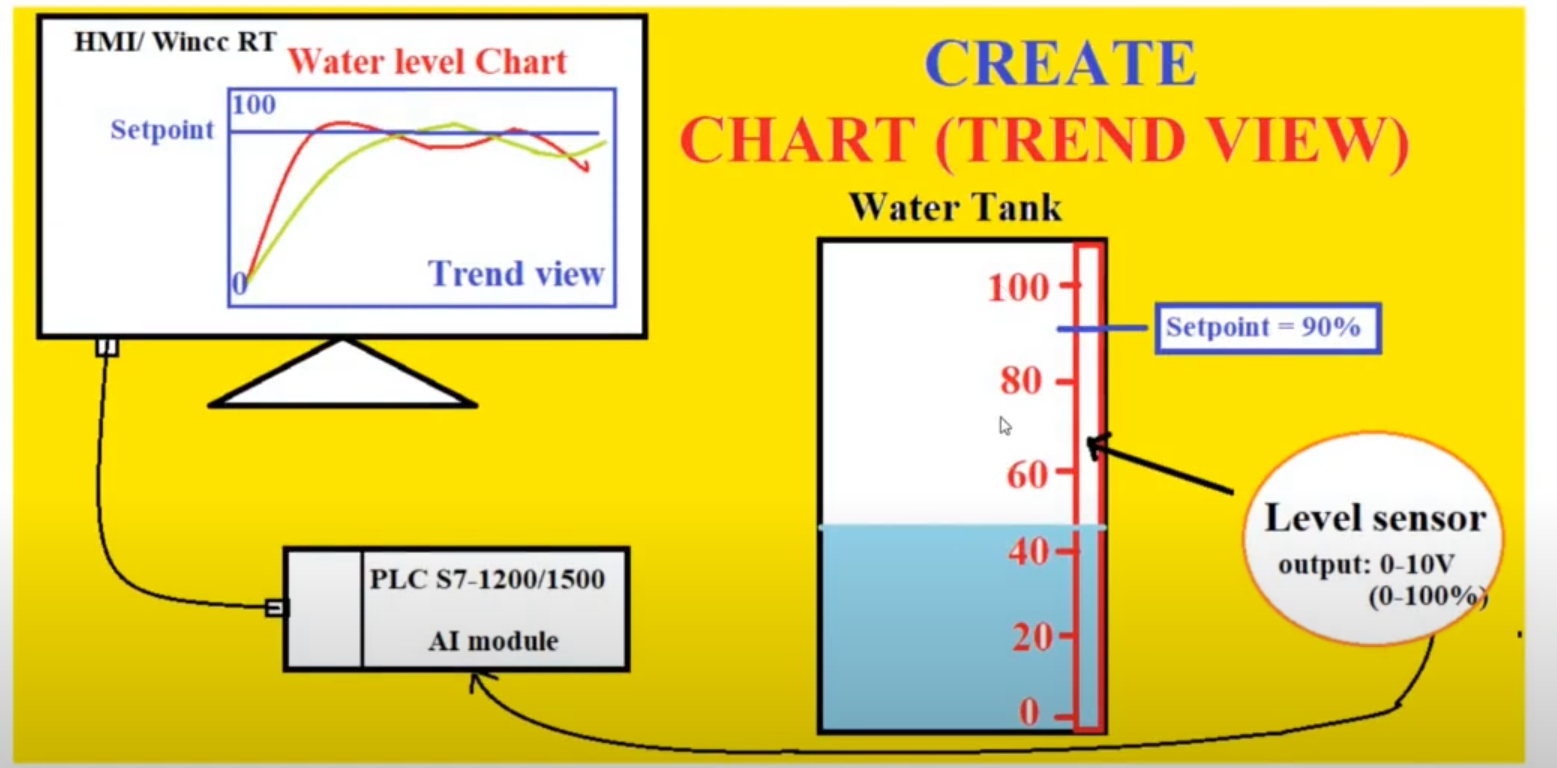 HMI/ Wincc RT
Water level Chart
100
Setpoint
0
Trend view
CREATE
CHART (TREND VIEW)
Water Tank
100
Setpoint = 90%
80
60
40
20
0
Level sensor
output: 0-10V
(0-100%)
PLC S7-1200/1500
AI module